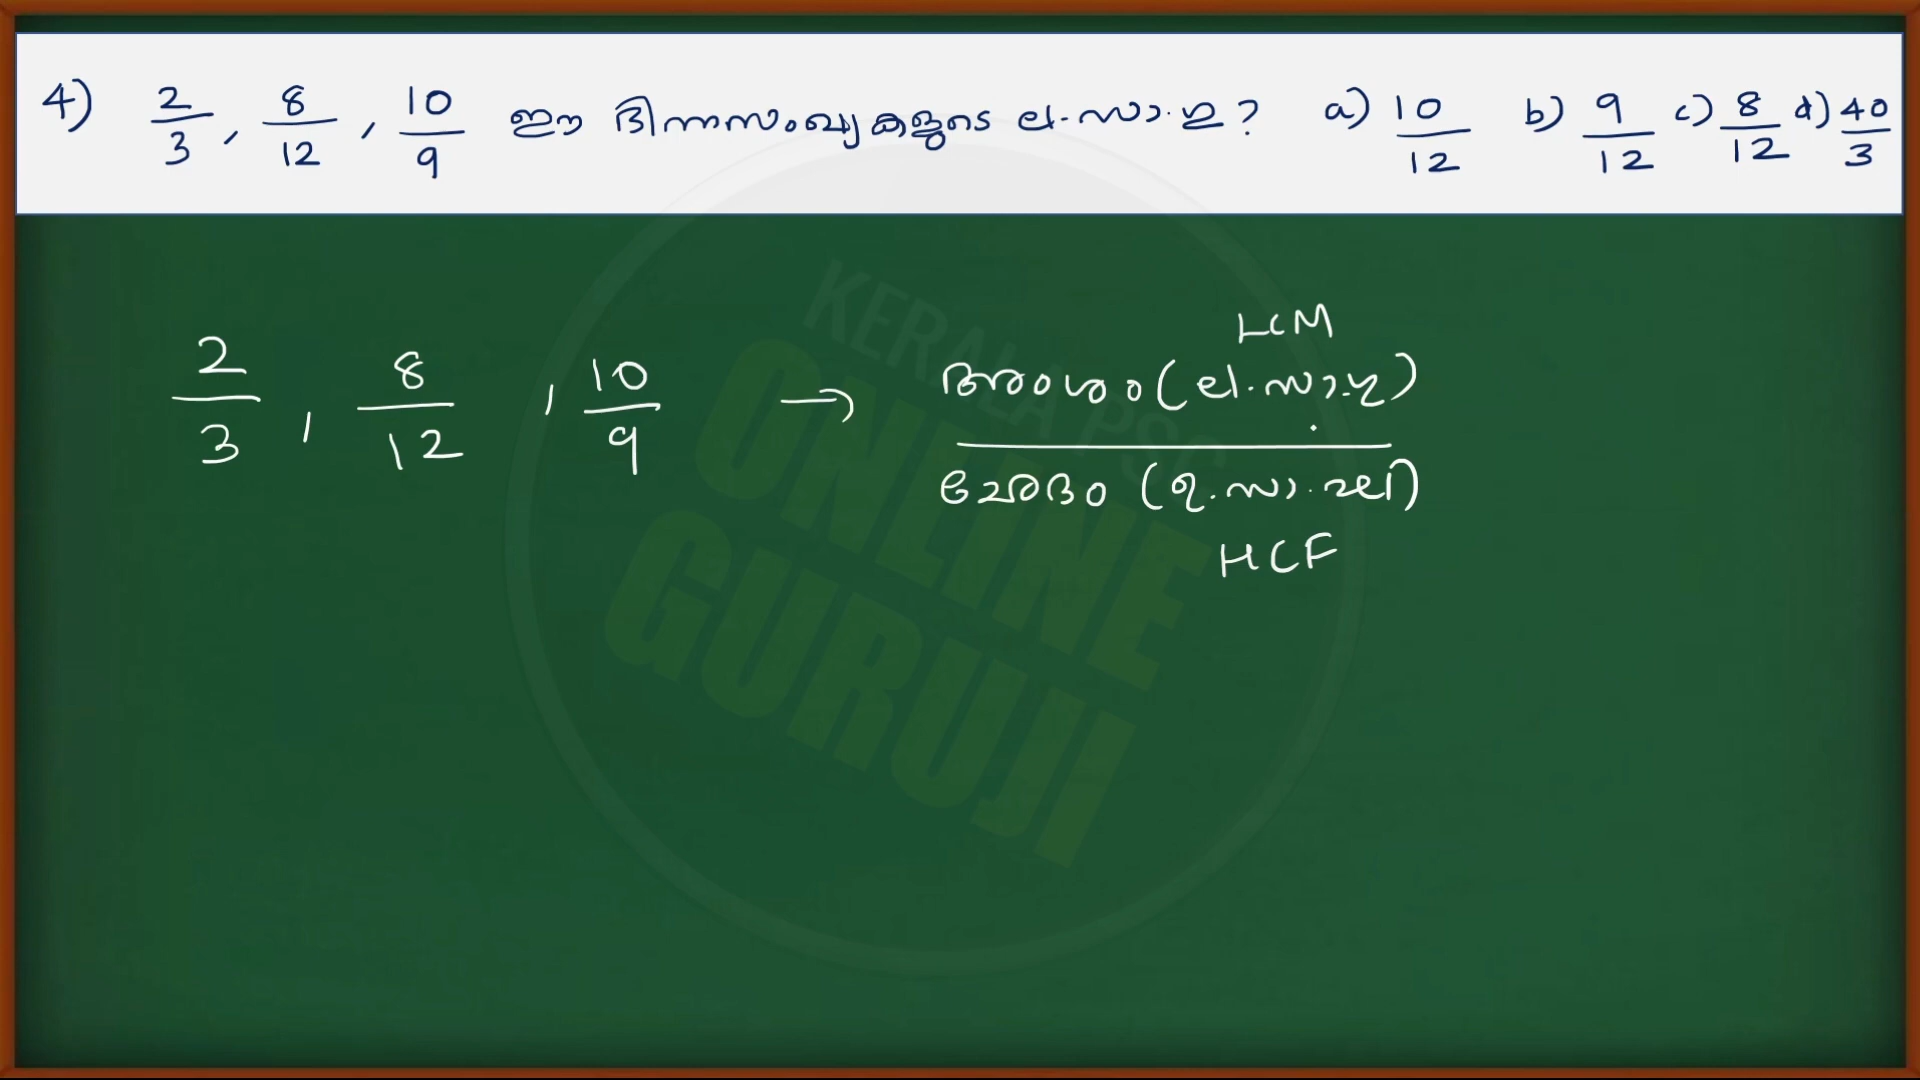 4) 2/3, 8/12, 10/9 ഈ ഭിന്നസംഖ്യകളുടെ ല.സാ.ഗു? a) 10/12 b) 9/12 c) 8/12 d) 40/3
2/3, 8/12, 10/9 → അംശം (ല.സാ.ഗു) LCM
ഛേദം (ഉ.സാ.ഘ) HCF
KERALA PSC
ONLINE
GURUJI